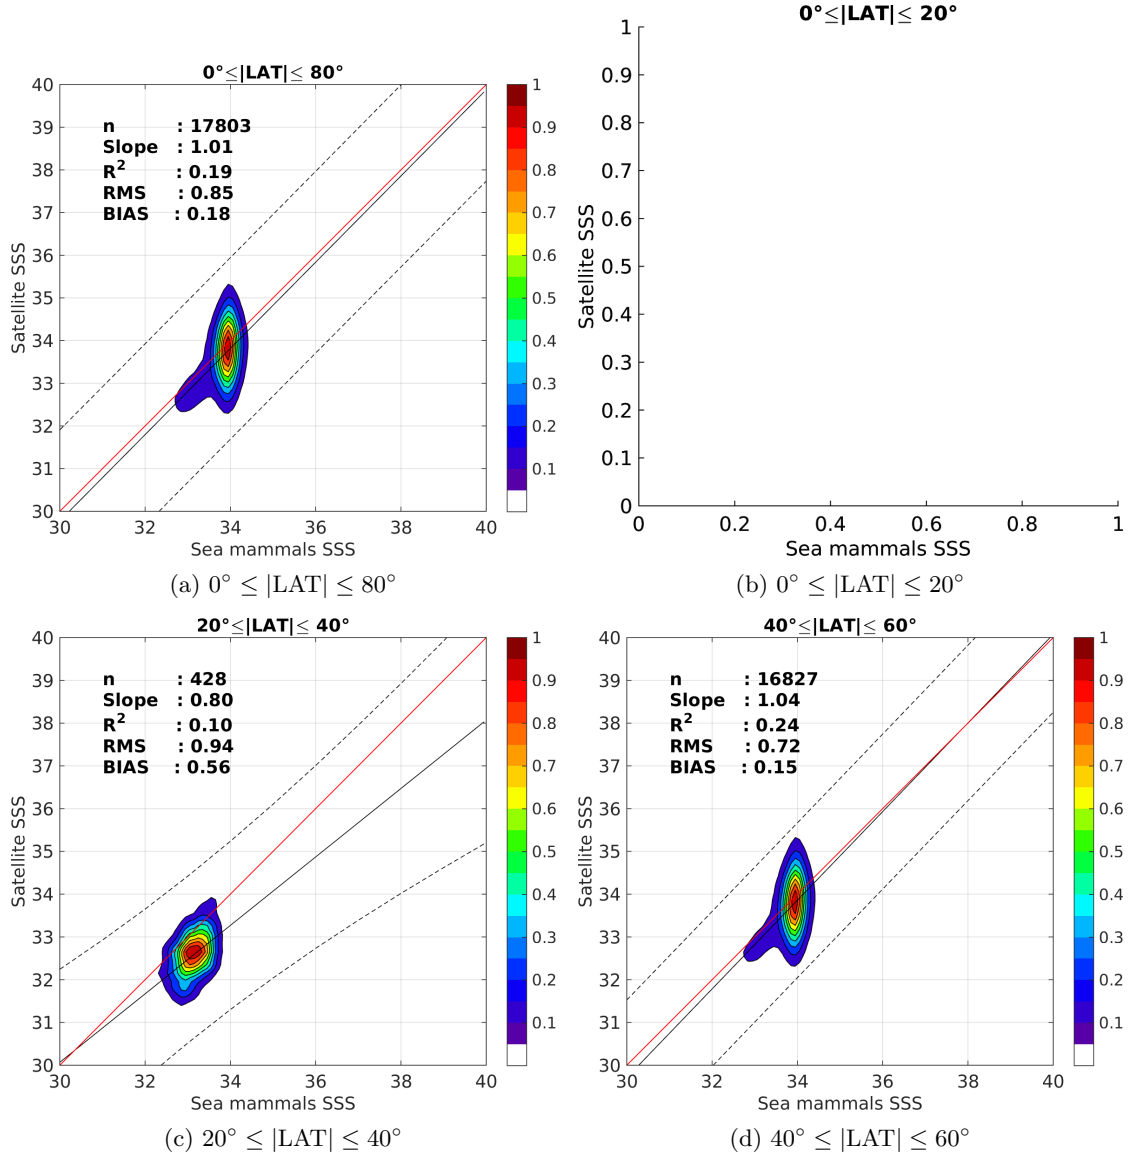 0°≤|LAT|≤ 80°
40
39
38
37
36
35
34
33
32
31
30
Satellite SSS
n : 17803
Slope : 1.01
R² : 0.19
RMS : 0.85
BIAS : 0.18
30 32 34 36 38 40
Sea mammals SSS
1
0.9
0.8
0.7
0.6
0.5
0.4
0.3
0.2
0.1
(a) 0° ≤ |LAT| ≤ 80°
0°≤|LAT|≤ 20°
1
0.9
0.8
0.7
0.6
0.5
0.4
0.3
0.2
0.1
0
Satellite SSS
0 0.2 0.4 0.6 0.8 1
Sea mammals SSS
(b) 0° ≤ |LAT| ≤ 20°
20°≤|LAT|≤ 40°
40
39
38
37
36
35
34
33
32
31
30
Satellite SSS
n : 428
Slope : 0.80
R² : 0.10
RMS : 0.94
BIAS : 0.56
30 32 34 36 38 40
Sea mammals SSS
1
0.9
0.8
0.7
0.6
0.5
0.4
0.3
0.2
0.1
(c) 20° ≤ |LAT| ≤ 40°
40°≤|LAT|≤ 60°
40
39
38
37
36
35
34
33
32
31
30
Satellite SSS
n : 16827
Slope : 1.04
R² : 0.24
RMS : 0.72
BIAS : 0.15
30 32 34 36 38 40
Sea mammals SSS
1
0.9
0.8
0.7
0.6
0.5
0.4
0.3
0.2
0.1
(d) 40° ≤ |LAT| ≤ 60°